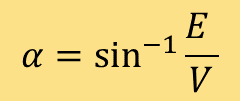 α = sin⁻¹ E/V